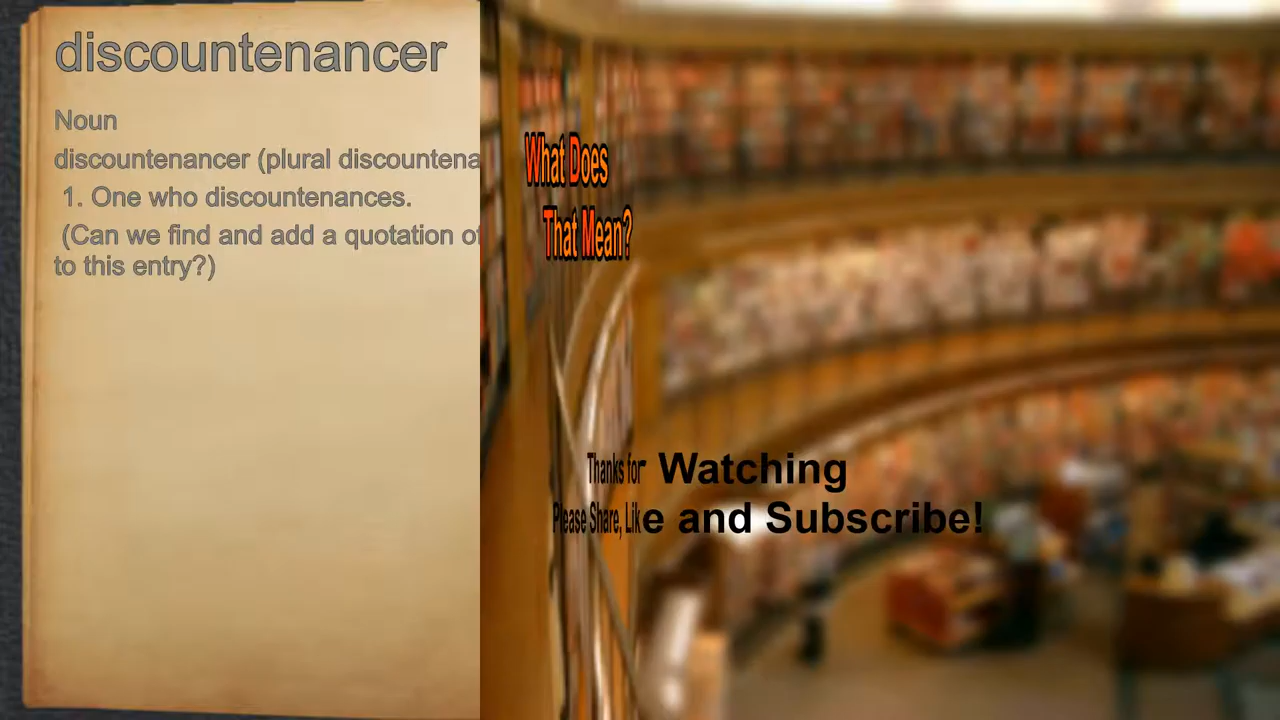 discountenancer
Noun
discountenancer (plural discountena
1. One who discountenances.
(Can we find and add a quotation of
to this entry?)
What Does
That Mean?
Thanks for Watching
Please Share, Like and Subscribe!